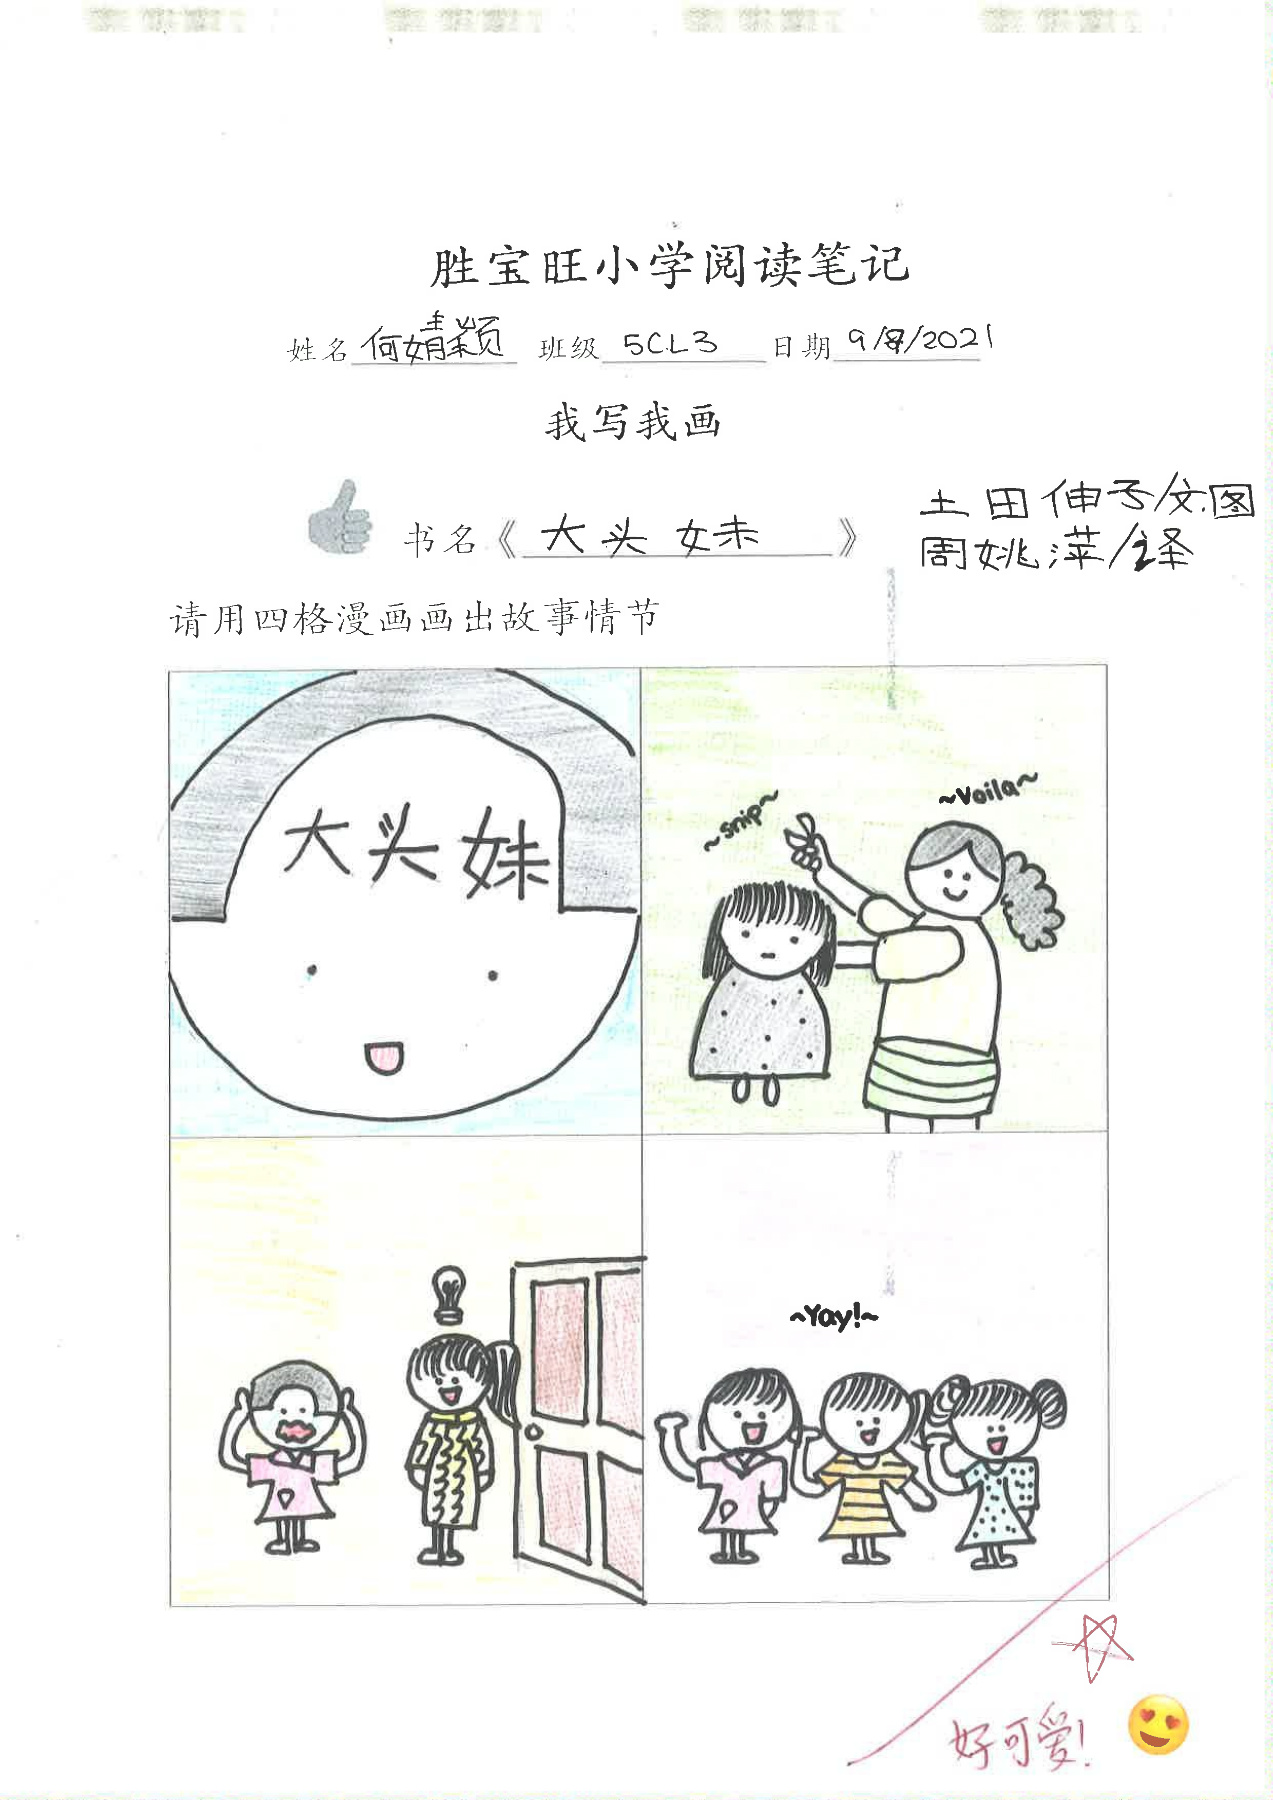 胜宝旺小学阅读笔记
姓名 何婧颖 班级 5CL3 日期 9/8/2021
我写我画
书名《大头妹》
土田伸子/文.图
周姚萍/译
请用四格漫画画出故事情节
大头妹
~snip~
~Voila~
~Yay!~
好可爱!